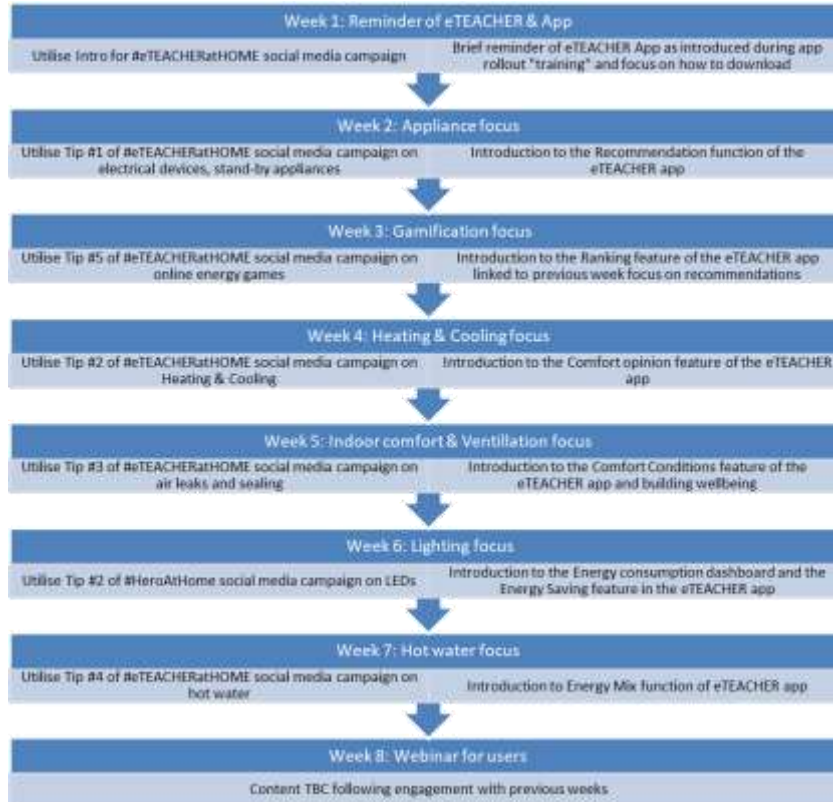 Week 1: Reminder of eTEACHER & App
Utilise Intro for #eTEACHERatHOME social media campaign
Brief reminder of eTEACHER App as introduced during app
rollout "training" and focus on how to download
Week 2: Appliance focus
Utilise Tip #1 of #eTEACHERatHOME social media campaign on
electrical devices, stand-by appliances
Introduction to the Recommendation function of the
eTEACHER app
Week 3: Gamification focus
Utilise Tip #5 of #eTEACHERatHOME social media campaign on
online energy games
Introduction to the Ranking feature of the eTEACHER app
linked to previous week focus on recommendations
Week 4: Heating & Cooling focus
Utilise Tip #2 of #eTEACHERatHOME social media campaign on
Heating & Cooling
Introduction to the Comfort opinion feature of the eTEACHER
app
Week 5: Indoor comfort & Ventillation focus
Utilise Tip #3 of #eTEACHERatHOME social media campaign on
air leaks and sealing
Introduction to the Comfort Conditions feature of the
eTEACHER app and building wellbeing
Week 6: Lighting focus
Utilise Tip #2 of #HeroAtHome social media campaign on LEDs
Introduction to the Energy consumption dashboard and the
Energy Saving feature in the eTEACHER app
Week 7: Hot water focus
Utilise Tip #4 of #eTEACHERatHOME social media campaign on
hot water
Introduction to Energy Mix function of eTEACHER app
Week 8: Webinar for users
Content TBC following engagement with previous weeks